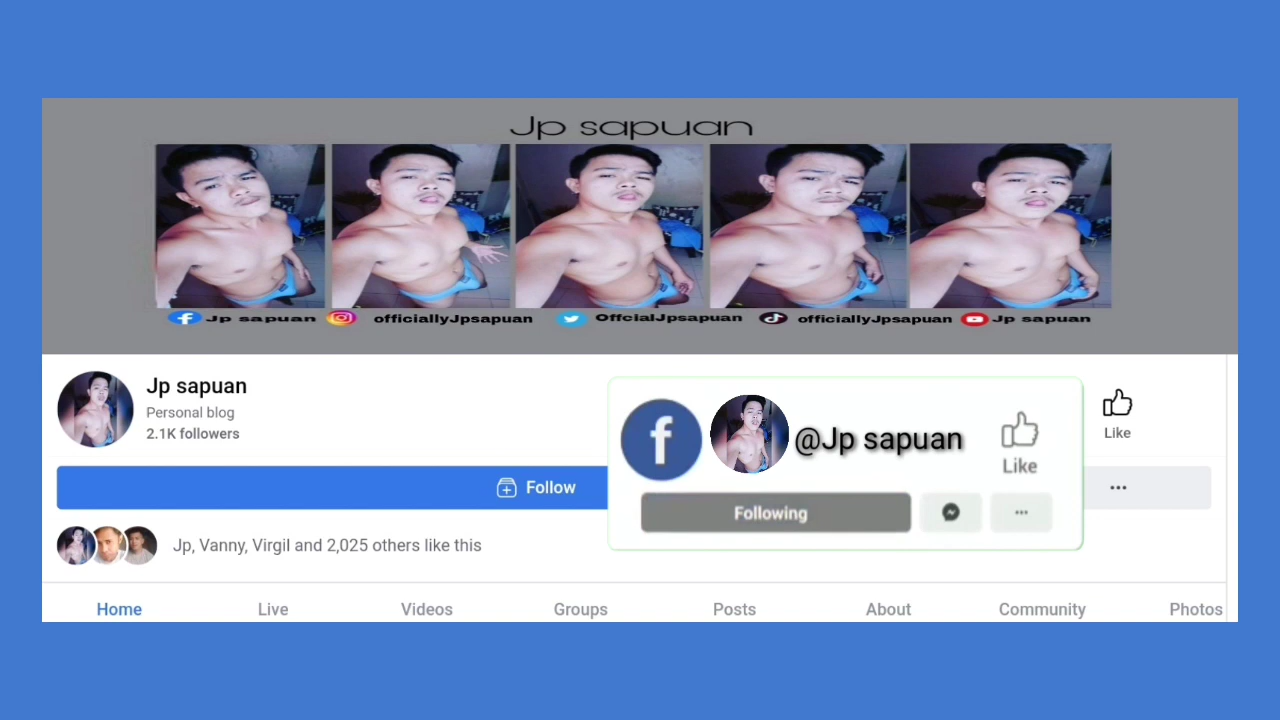 Jp sapuan
Jp sapuan officiallyJpsapuan OffcialJpsapuan officiallyJpsapuan Jp sapuan
Jp sapuan
Personal blog
2.1K followers
Like
Follow
f @Jp sapuan Like
Following
Jp, Vanny, Virgil and 2,025 others like this
Home Live Videos Groups Posts About Community Photos